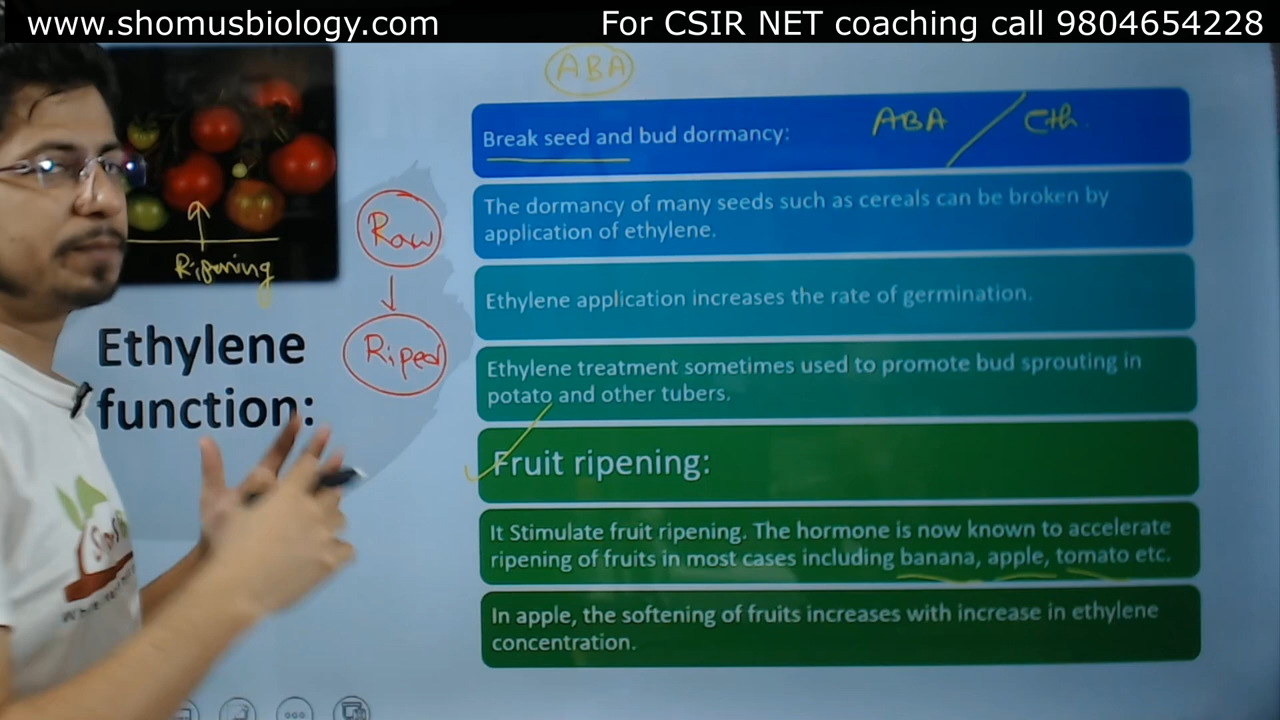 www.shomusbiology.com
For CSIR NET coaching call 9804654228
ABA
Break seed and bud dormancy:
ABA / Eth.
The dormancy of many seeds such as cereals can be broken by
application of ethylene.
Raw
Ripening
Ethylene application increases the rate of germination.
Ethylene
function:
Riped
Ethylene treatment sometimes used to promote bud sprouting in
potato and other tubers.
Fruit ripening:
It Stimulate fruit ripening. The hormone is now known to accelerate
ripening of fruits in most cases including banana, apple, tomato etc.
In apple, the softening of fruits increases with increase in ethylene
concentration.